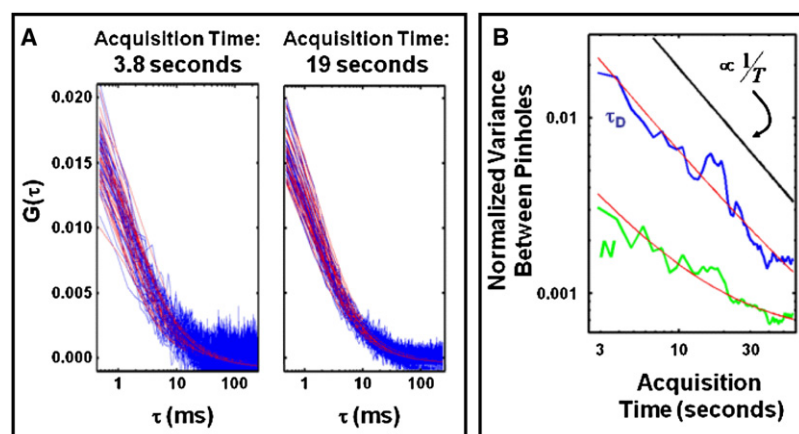 A
Acquisition Time:
3.8 seconds
Acquisition Time:
19 seconds
G(τ)
0.020
0.015
0.010
0.005
0.000
1 10 100
1 10 100
τ (ms)
τ (ms)
B
Normalized Variance
Between Pinholes
0.01
0.001
∝ 1/T
τD
N
3 10 30
Acquisition
Time (seconds)